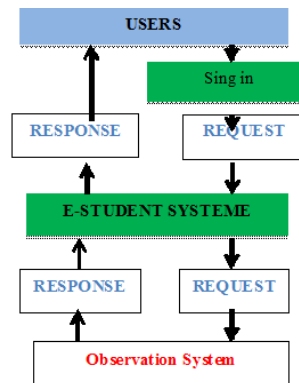 USERS
Sing in
RESPONSE REQUEST
E-STUDENT SYSTEME
RESPONSE REQUEST
Observation System